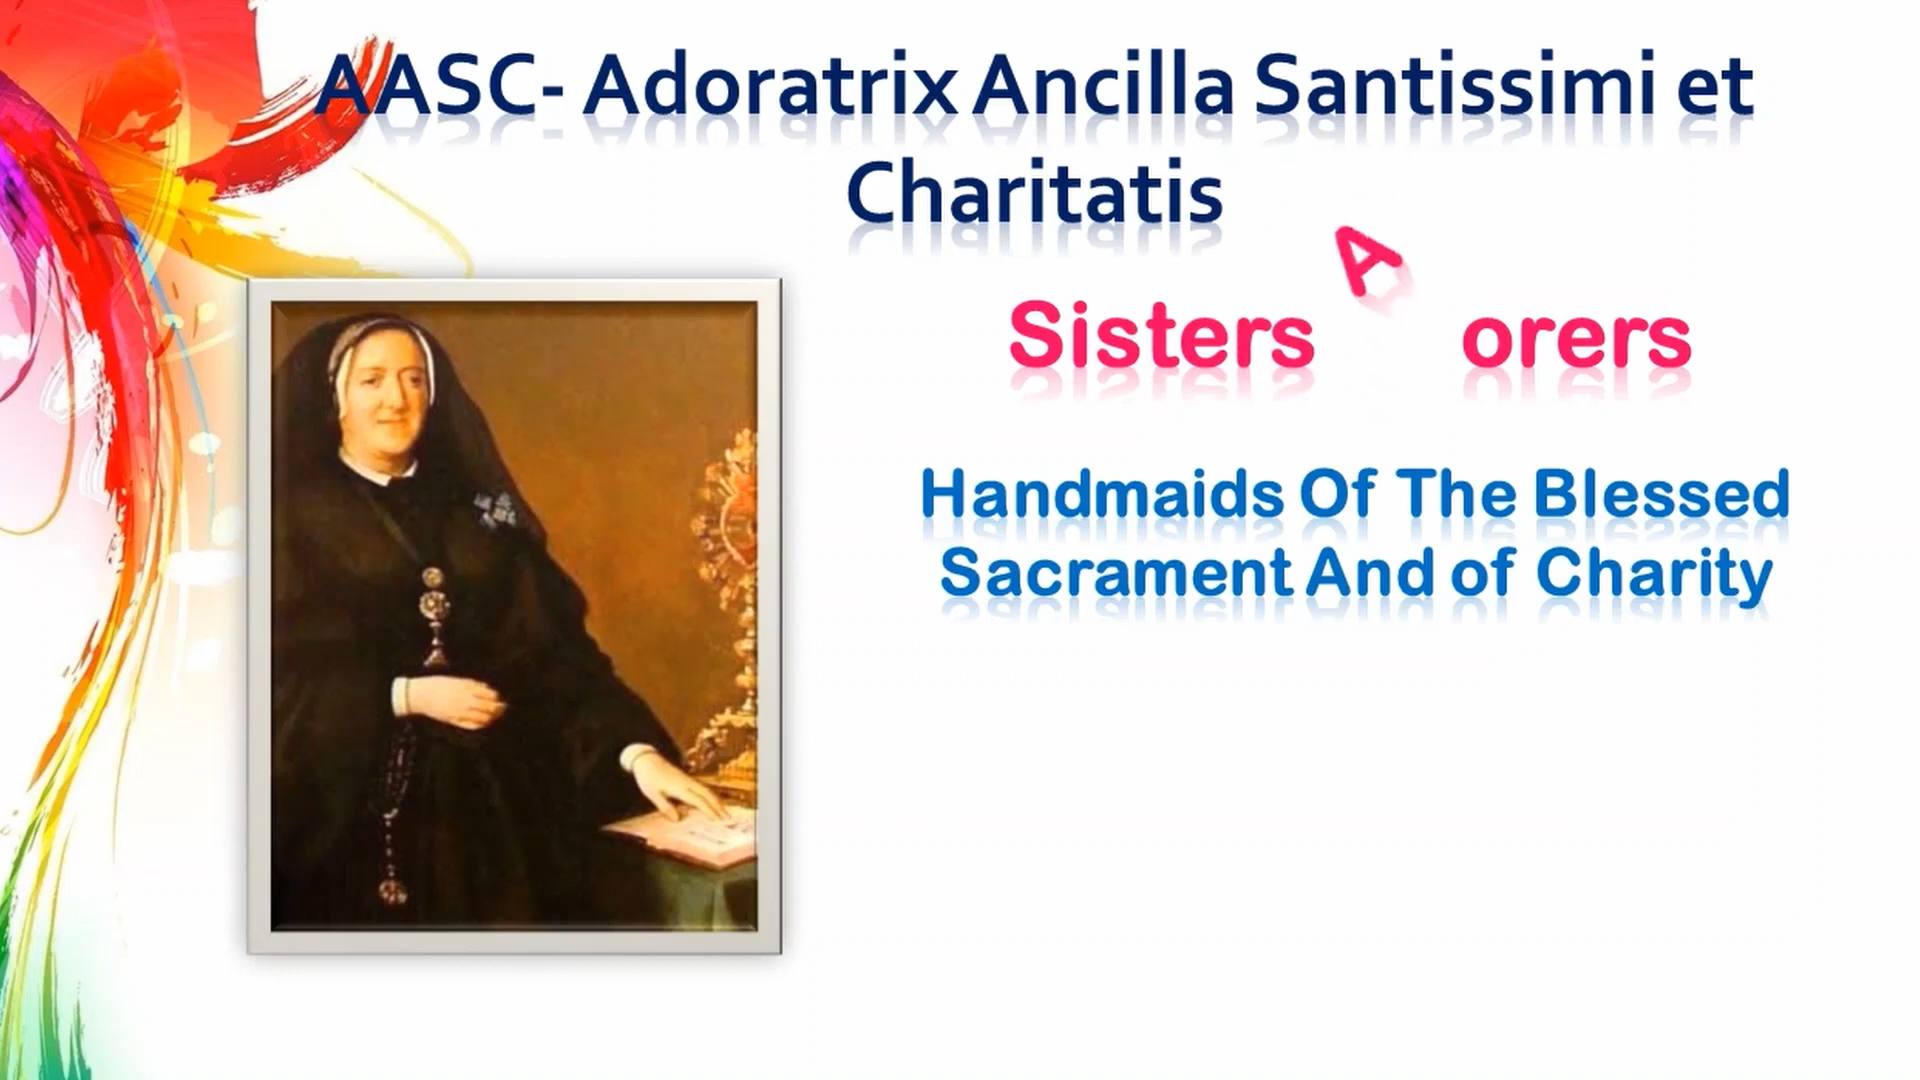 AASC- Adoratrix Ancilla Santissimi et
Charitatis
Sisters A orers
Handmaids Of The Blessed
Sacrament And of Charity